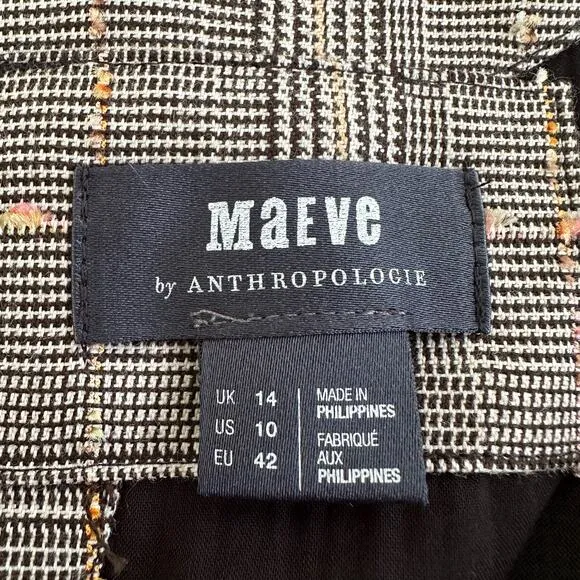 MaEVe
by ANTHROPOLOGIE
UK 14
US 10
EU 42
MADE IN
PHILIPPINES
FABRIQUÉ
AUX
PHILIPPINES